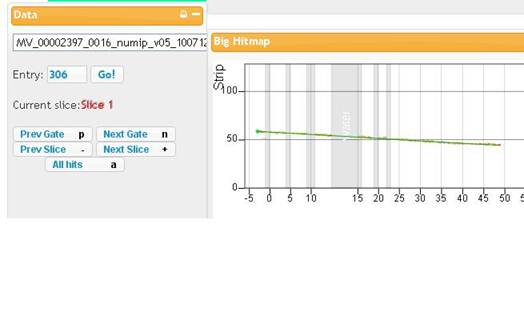 Data
MV_00002397_0016_numip_v05_100712
Entry: 306 Go!
Current slice:Slice 1
Prev Gate p Next Gate n
Prev Slice - Next Slice +
All hits a
Big Hitmap
Strip
100
50
0
-5 0 5 10 15 20 25 30 35 40 45 50